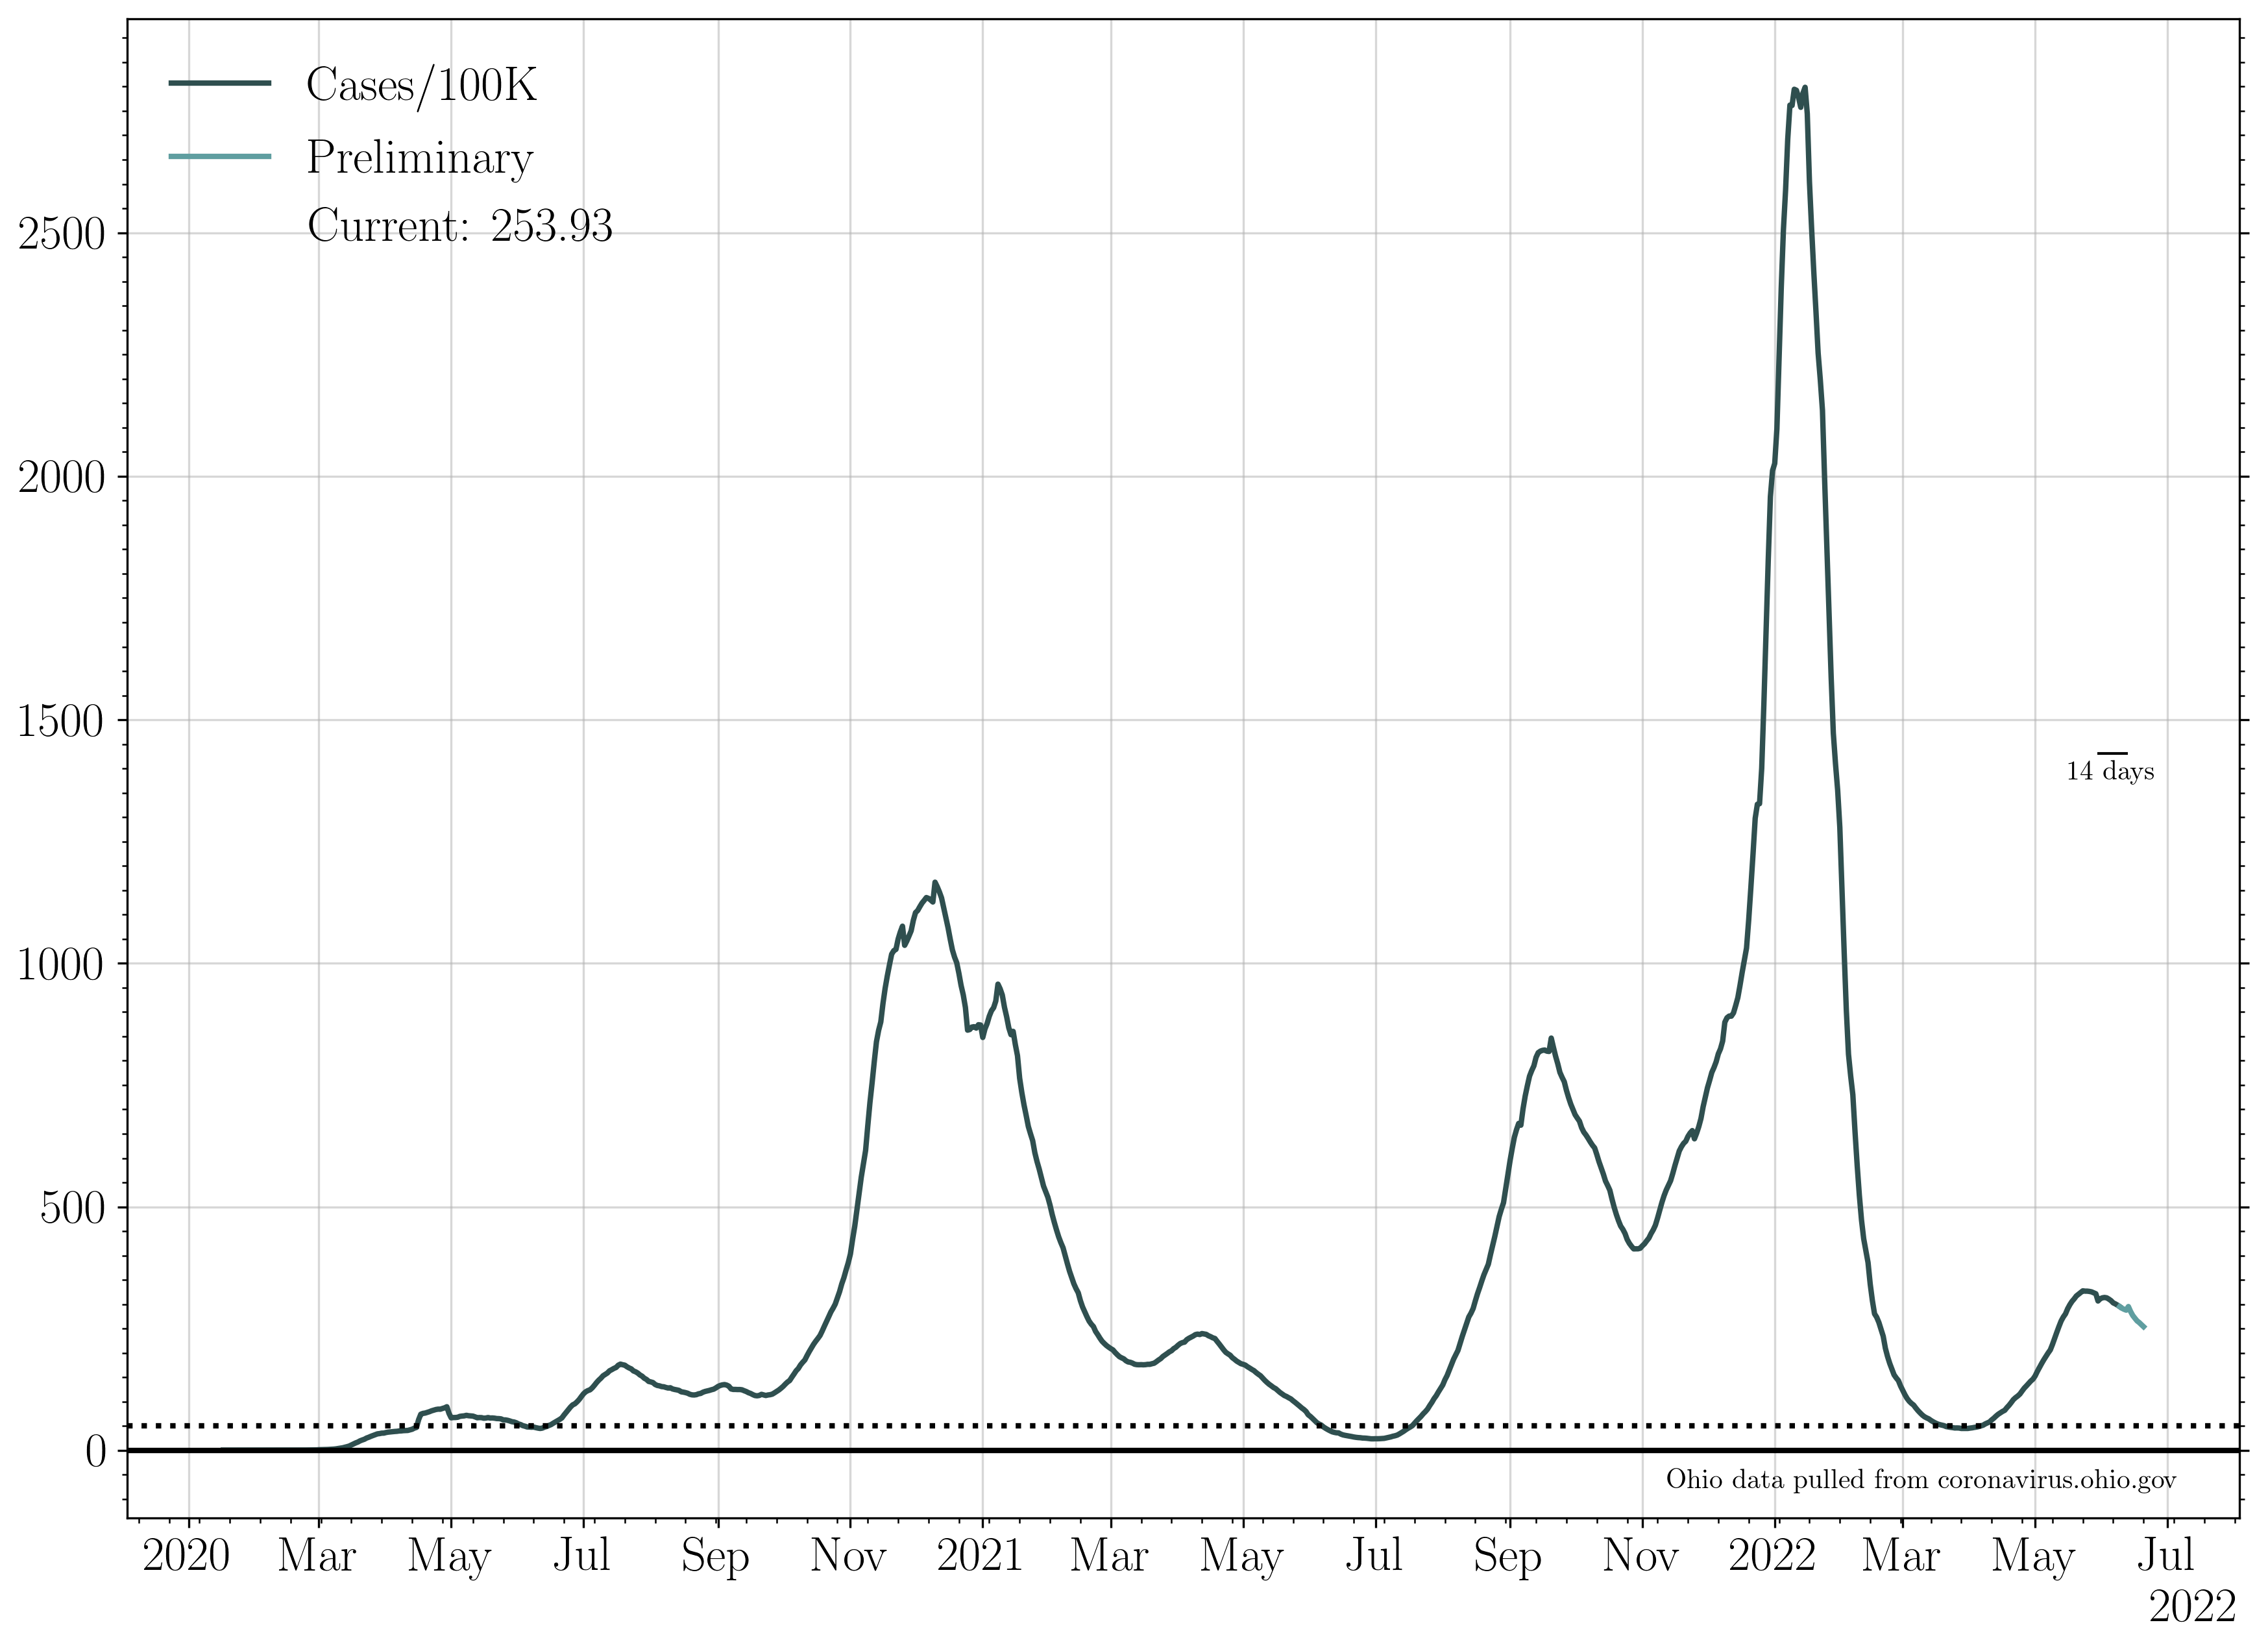 Cases/100K
Preliminary
Current: 253.93
2500
2000
1500
14 days
1000
500
0
Ohio data pulled from coronavirus.ohio.gov
2020 Mar May Jul Sep Nov 2021 Mar May Jul Sep Nov 2022 Mar May Jul
2022